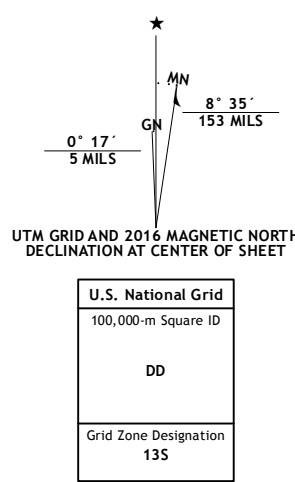 MN
8° 35´
153 MILS
GN
0° 17´
5 MILS
UTM GRID AND 2016 MAGNETIC NORTH
DECLINATION AT CENTER OF SHEET
U.S. National Grid
100,000-m Square ID
DD
Grid Zone Designation
13S